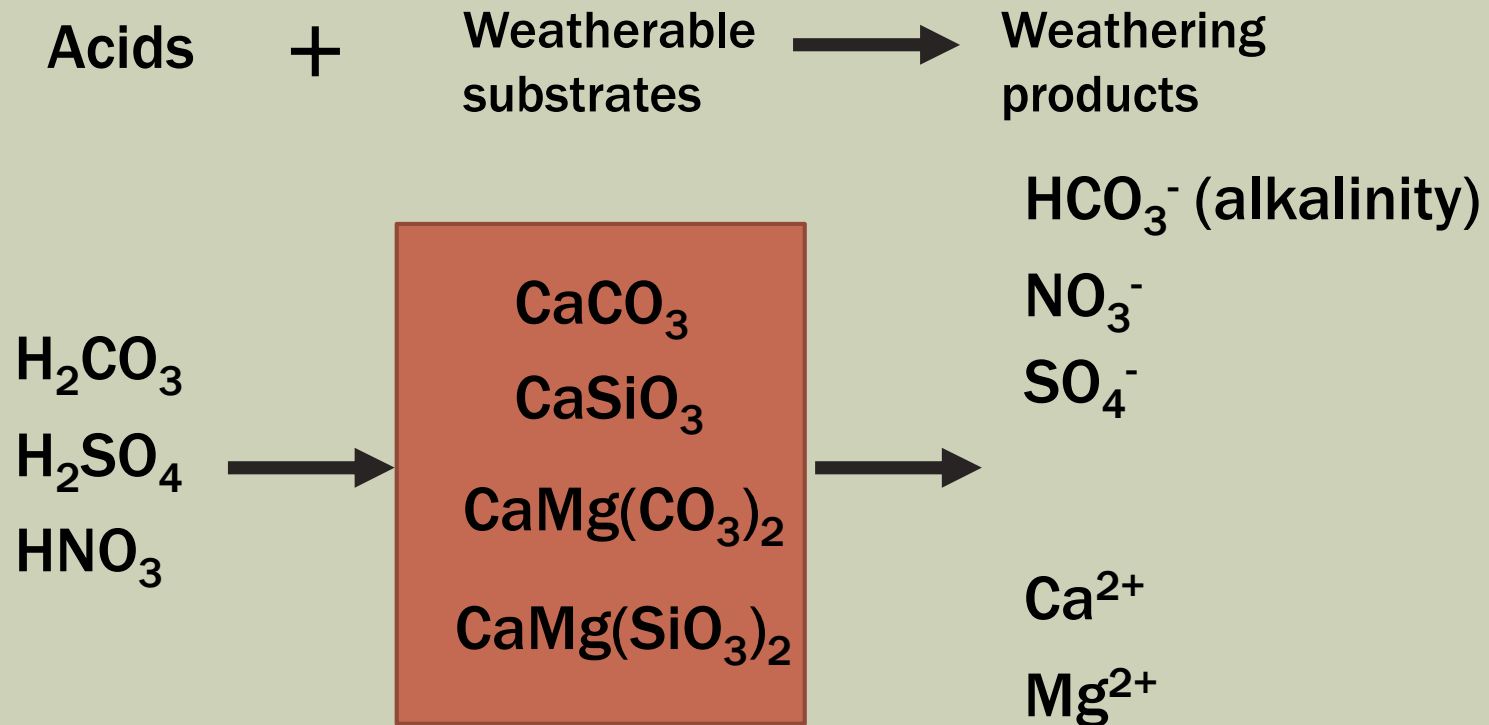 Acids + Weatherable substrates → Weathering products
H₂CO₃
H₂SO₄
HNO₃
CaCO₃
CaSiO₃
CaMg(CO₃)₂
CaMg(SiO₃)₂
HCO₃⁻ (alkalinity)
NO₃⁻
SO₄⁻
Ca²⁺
Mg²⁺